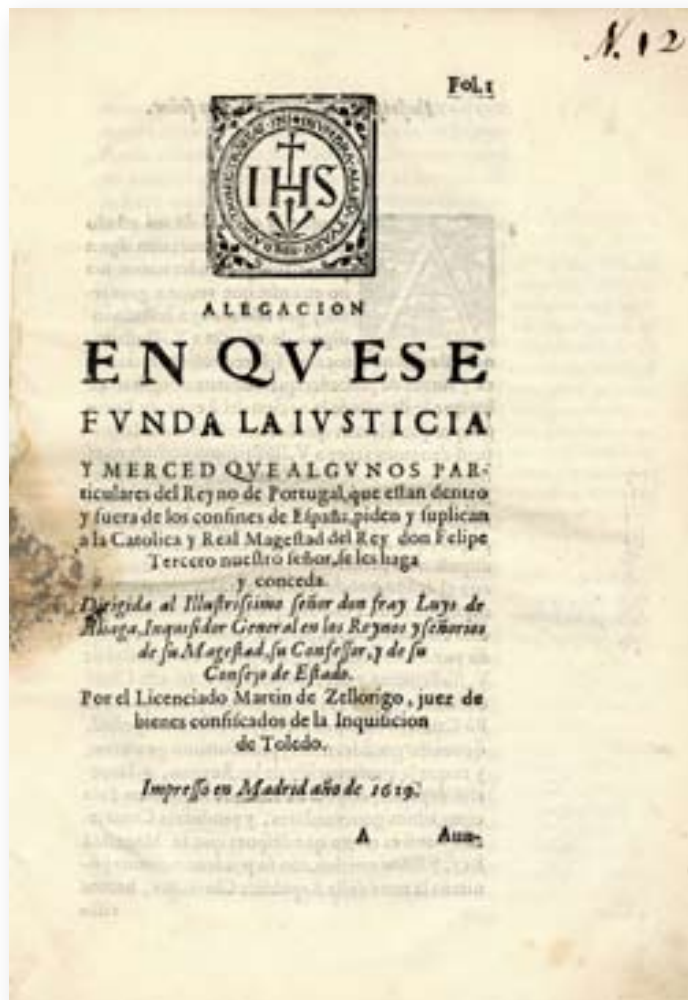 N. 12
Fol.1
IHS
ALEGACION
EN QVE SE
FVNDA LA IVSTICIA
Y MERCED QVE ALGVNOS PAR-
ticulares del Reyno de Portugal, que estan dentro
y fuera de los confines de España, piden y suplican
a la Catolica y Real Magestad del Rey don Felipe
Tercero nuestro señor, se les haga
y conceda.
Dirigida al Illustrissimo señor don fray Luys de
Aliaga, Inquisidor General en los Reynos y señorios
de su Magestad, su Confessor, y de su
Consejo de Estado.
Por el Licenciado Martin de Zellorigo, juez de
bienes confiscados de la Inquisicion
de Toledo.
Impresso en Madrid año de 1619.
A Aun-